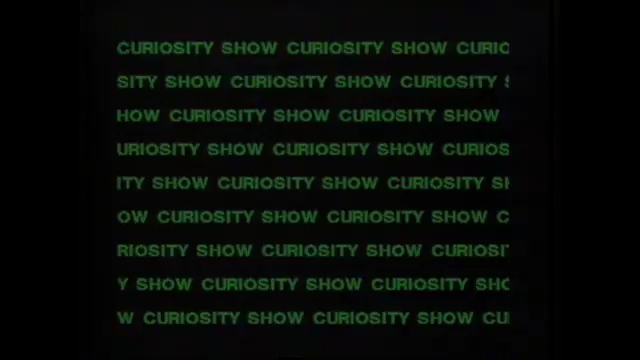 CURIOSITY SHOW CURIOSITY SHOW CURIO
SITY SHOW CURIOSITY SHOW CURIOSITY S
HOW CURIOSITY SHOW CURIOSITY SHOW
URIOSITY SHOW CURIOSITY SHOW CURIOS
ITY SHOW CURIOSITY SHOW CURIOSITY SH
OW CURIOSITY SHOW CURIOSITY SHOW C
RIOSITY SHOW CURIOSITY SHOW CURIOSIT
Y SHOW CURIOSITY SHOW CURIOSITY SHO
W CURIOSITY SHOW CURIOSITY SHOW CU